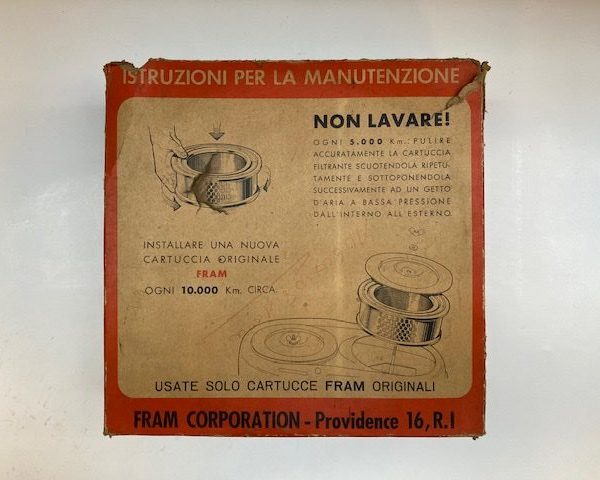 ISTRUZIONI PER LA MANUTENZIONE
NON LAVARE!
OGNI 5.000 Km.: PULIRE
ACCURATAMENTE LA CARTUCCIA
FILTRANTE SCUOTENDOLA RIPETU-
TAMENTE E SOTTOPONENDOLA
SUCCESSIVAMENTE AD UN GETTO
D'ARIA A BASSA PRESSIONE
DALL'INTERNO ALL'ESTERNO
INSTALLARE UNA NUOVA
CARTUCCIA ORIGINALE
FRAM
OGNI 10.000 Km. CIRCA.
USATE SOLO CARTUCCE FRAM ORIGINALI
FRAM CORPORATION - Providence 16, R.I